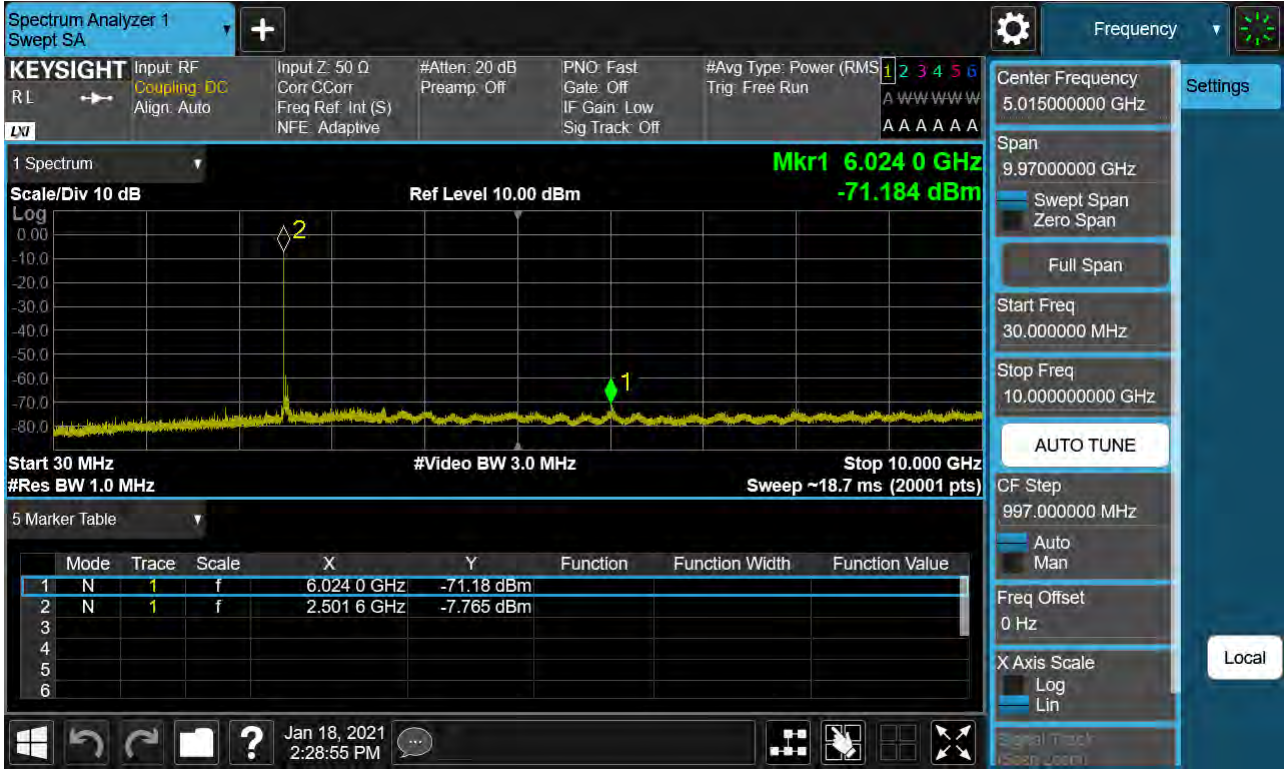 Spectrum Analyzer 1
Swept SA
+
Frequency
KEYSIGHT
RL
LXI
Input: RF
Coupling: DC
Align: Auto
Input Z: 50 Ω
Corr CCorr
Freq Ref: Int (S)
NFE: Adaptive
#Atten: 20 dB
Preamp: Off
PNO: Fast
Gate: Off
IF Gain: Low
Sig Track: Off
#Avg Type: Power (RMS
Trig: Free Run
1 2 3 4 5 6
A W W W W W
A A A A A A
1 Spectrum
Scale/Div 10 dB
Ref Level 10.00 dBm
Mkr1 6.024 0 GHz
-71.184 dBm
Log
0.00
-10.0
-20.0
-30.0
-40.0
-50.0
-60.0
-70.0
-80.0
2
1
Start 30 MHz
#Video BW 3.0 MHz
Stop 10.000 GHz
#Res BW 1.0 MHz
Sweep ~18.7 ms (20001 pts)
5 Marker Table
Mode Trace Scale X Y Function Function Width Function Value
1 N 1 f 6.024 0 GHz -71.18 dBm
2 N 1 f 2.501 6 GHz -7.765 dBm
3
4
5
6
Center Frequency
5.015000000 GHz
Span
9.97000000 GHz
Swept Span
Zero Span
Full Span
Start Freq
30.000000 MHz
Stop Freq
10.000000000 GHz
AUTO TUNE
CF Step
997.000000 MHz
Auto
Man
Freq Offset
0 Hz
X Axis Scale
Log
Lin
Signal Track
(Span Zoom)
Settings
Local
?
Jan 18, 2021
2:28:55 PM